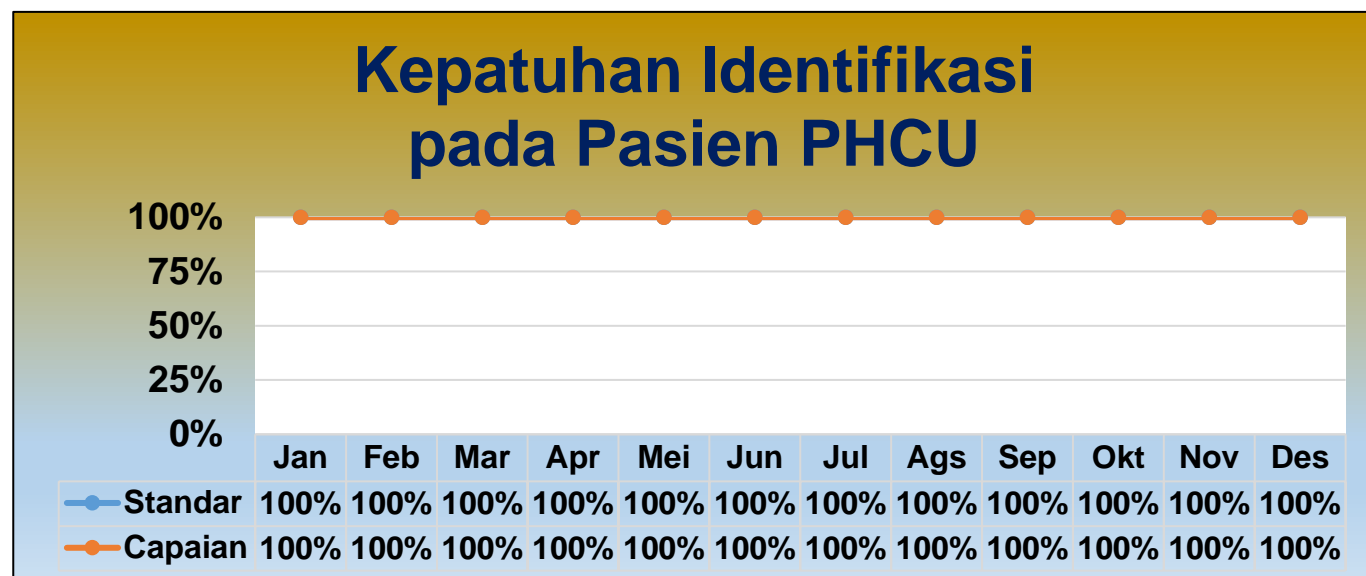 Kepatuhan Identifikasi
pada Pasien PHCU
100%
75%
50%
25%
0%
Jan Feb Mar Apr Mei Jun Jul Ags Sep Okt Nov Des
Standar 100% 100% 100% 100% 100% 100% 100% 100% 100% 100% 100% 100%
Capaian 100% 100% 100% 100% 100% 100% 100% 100% 100% 100% 100% 100%